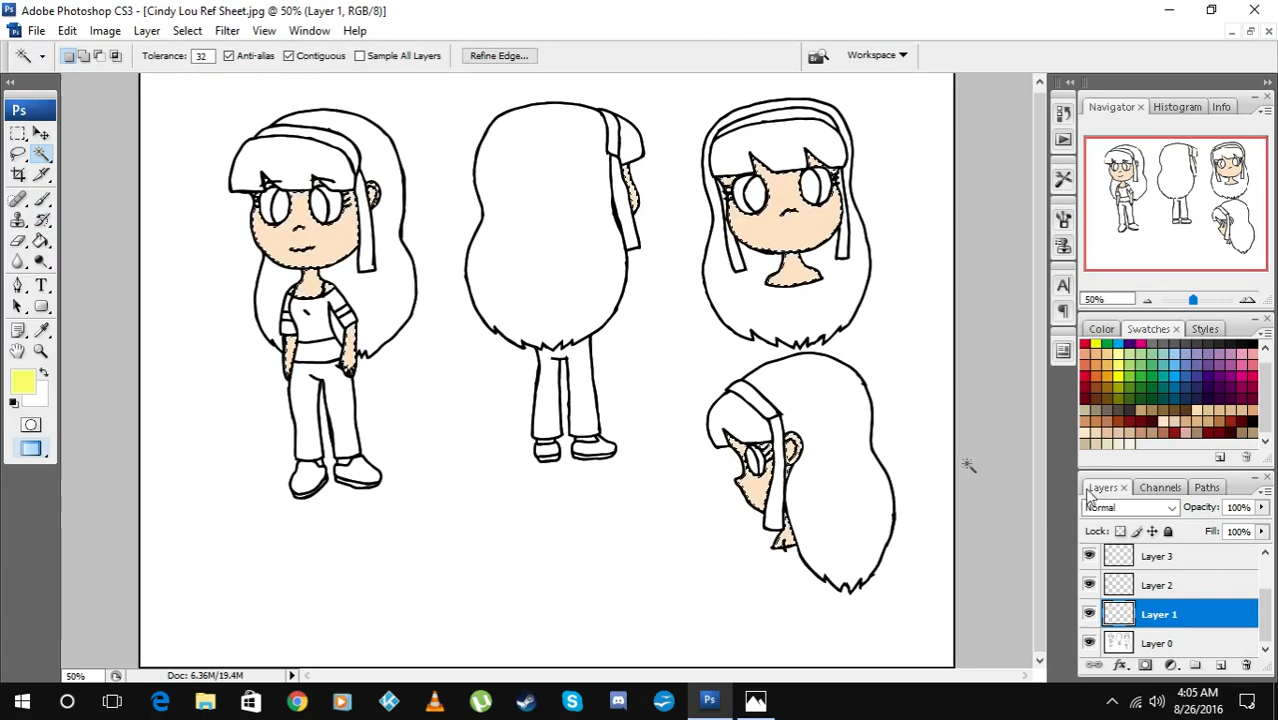 Adobe Photoshop CS3 - [Cindy Lou Ref Sheet.jpg @ 50% (Layer 1, RGB/8)]
File Edit Image Layer Select Filter View Window Help
Tolerance: 32 Anti-alias Contiguous Sample All Layers Refine Edge... Br Workspace
Ps
Navigator Histogram Info
50%
Color Swatches Styles
Layers Channels Paths
Normal Opacity: 100%
Lock: Fill: 100%
Layer 3
Layer 2
Layer 1
Layer 0
50% Doc: 6.36M/19.4M
4:05 AM
8/26/2016